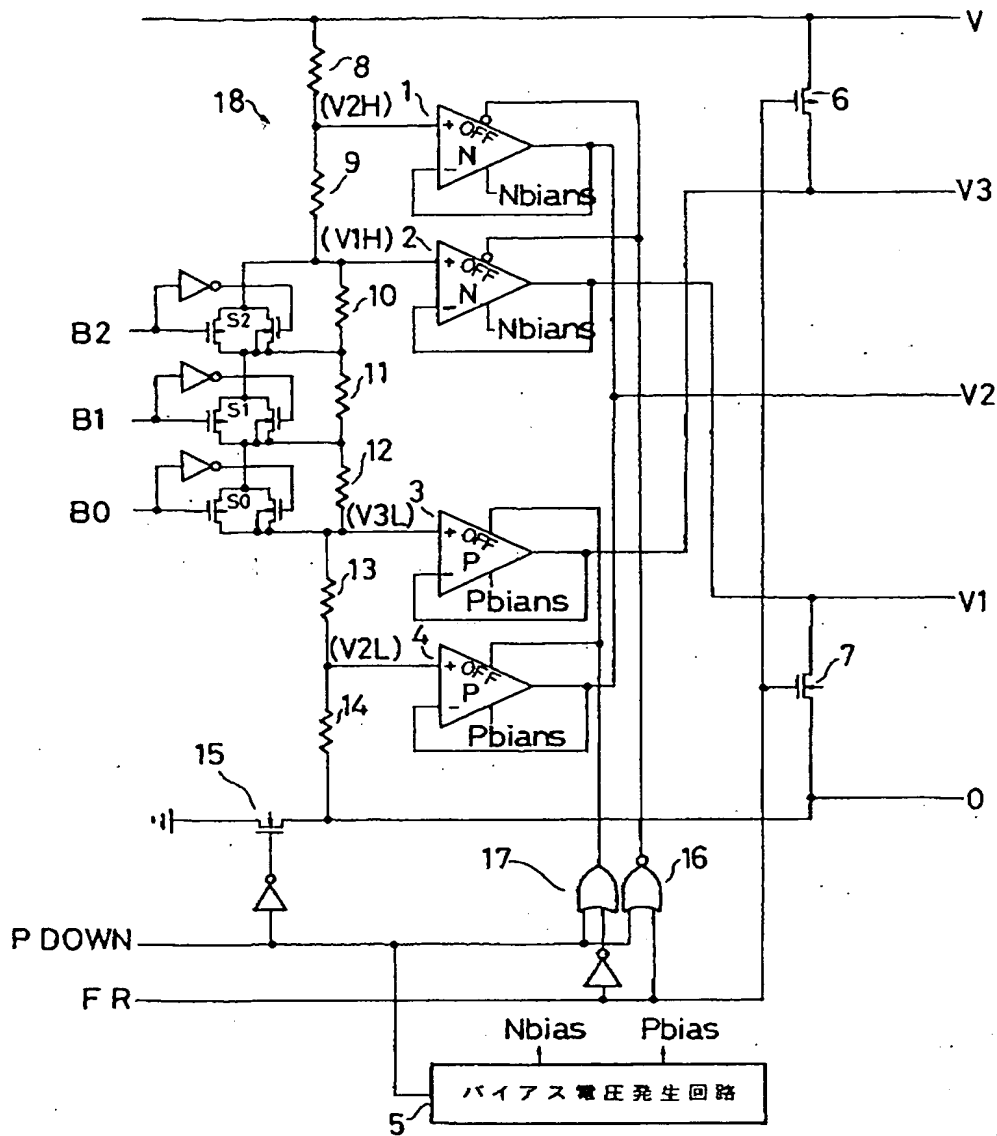 V
8
(V2H)
1
18
+
OFF
N
-
Nbians
6
9
V3
(V1H)
2
+
OFF
N
-
Nbians
10
S2
B2
11
S1
B1
V2
12
S0
B0
(V3L)
3
+
OFF
P
-
Pbians
13
V1
(V2L)
4
+
OFF
P
-
Pbians
7
14
15
O
17
16
P DOWN
F R
Nbias
Pbias
バイアス電圧発生回路
5